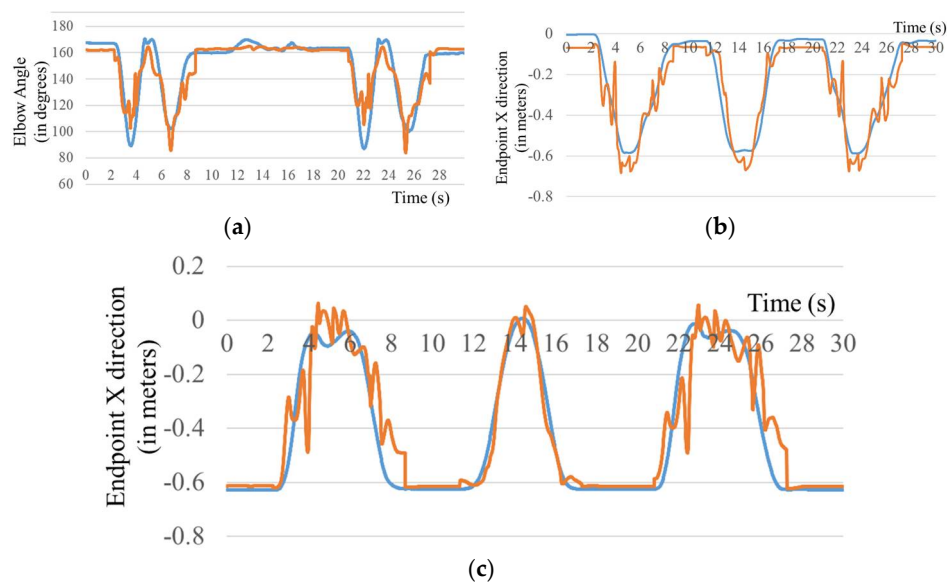 180
160
140
120
100
80
60
Elbow Angle
(in degrees)
0 2 4 6 8 10 12 14 16 18 20 22 24 26 28
Time (s)
(a)
Time (s)
0
-0.2
-0.4
-0.6
-0.8
Endpoint X direction
(in meters)
0 2 4 6 8 10 12 14 16 18 20 22 24 26 28 30
(b)
0.2
0
-0.2
-0.4
-0.6
-0.8
Endpoint X direction
(in meters)
Time (s)
0 2 4 6 8 10 12 14 16 18 20 22 24 26 28 30
(c)